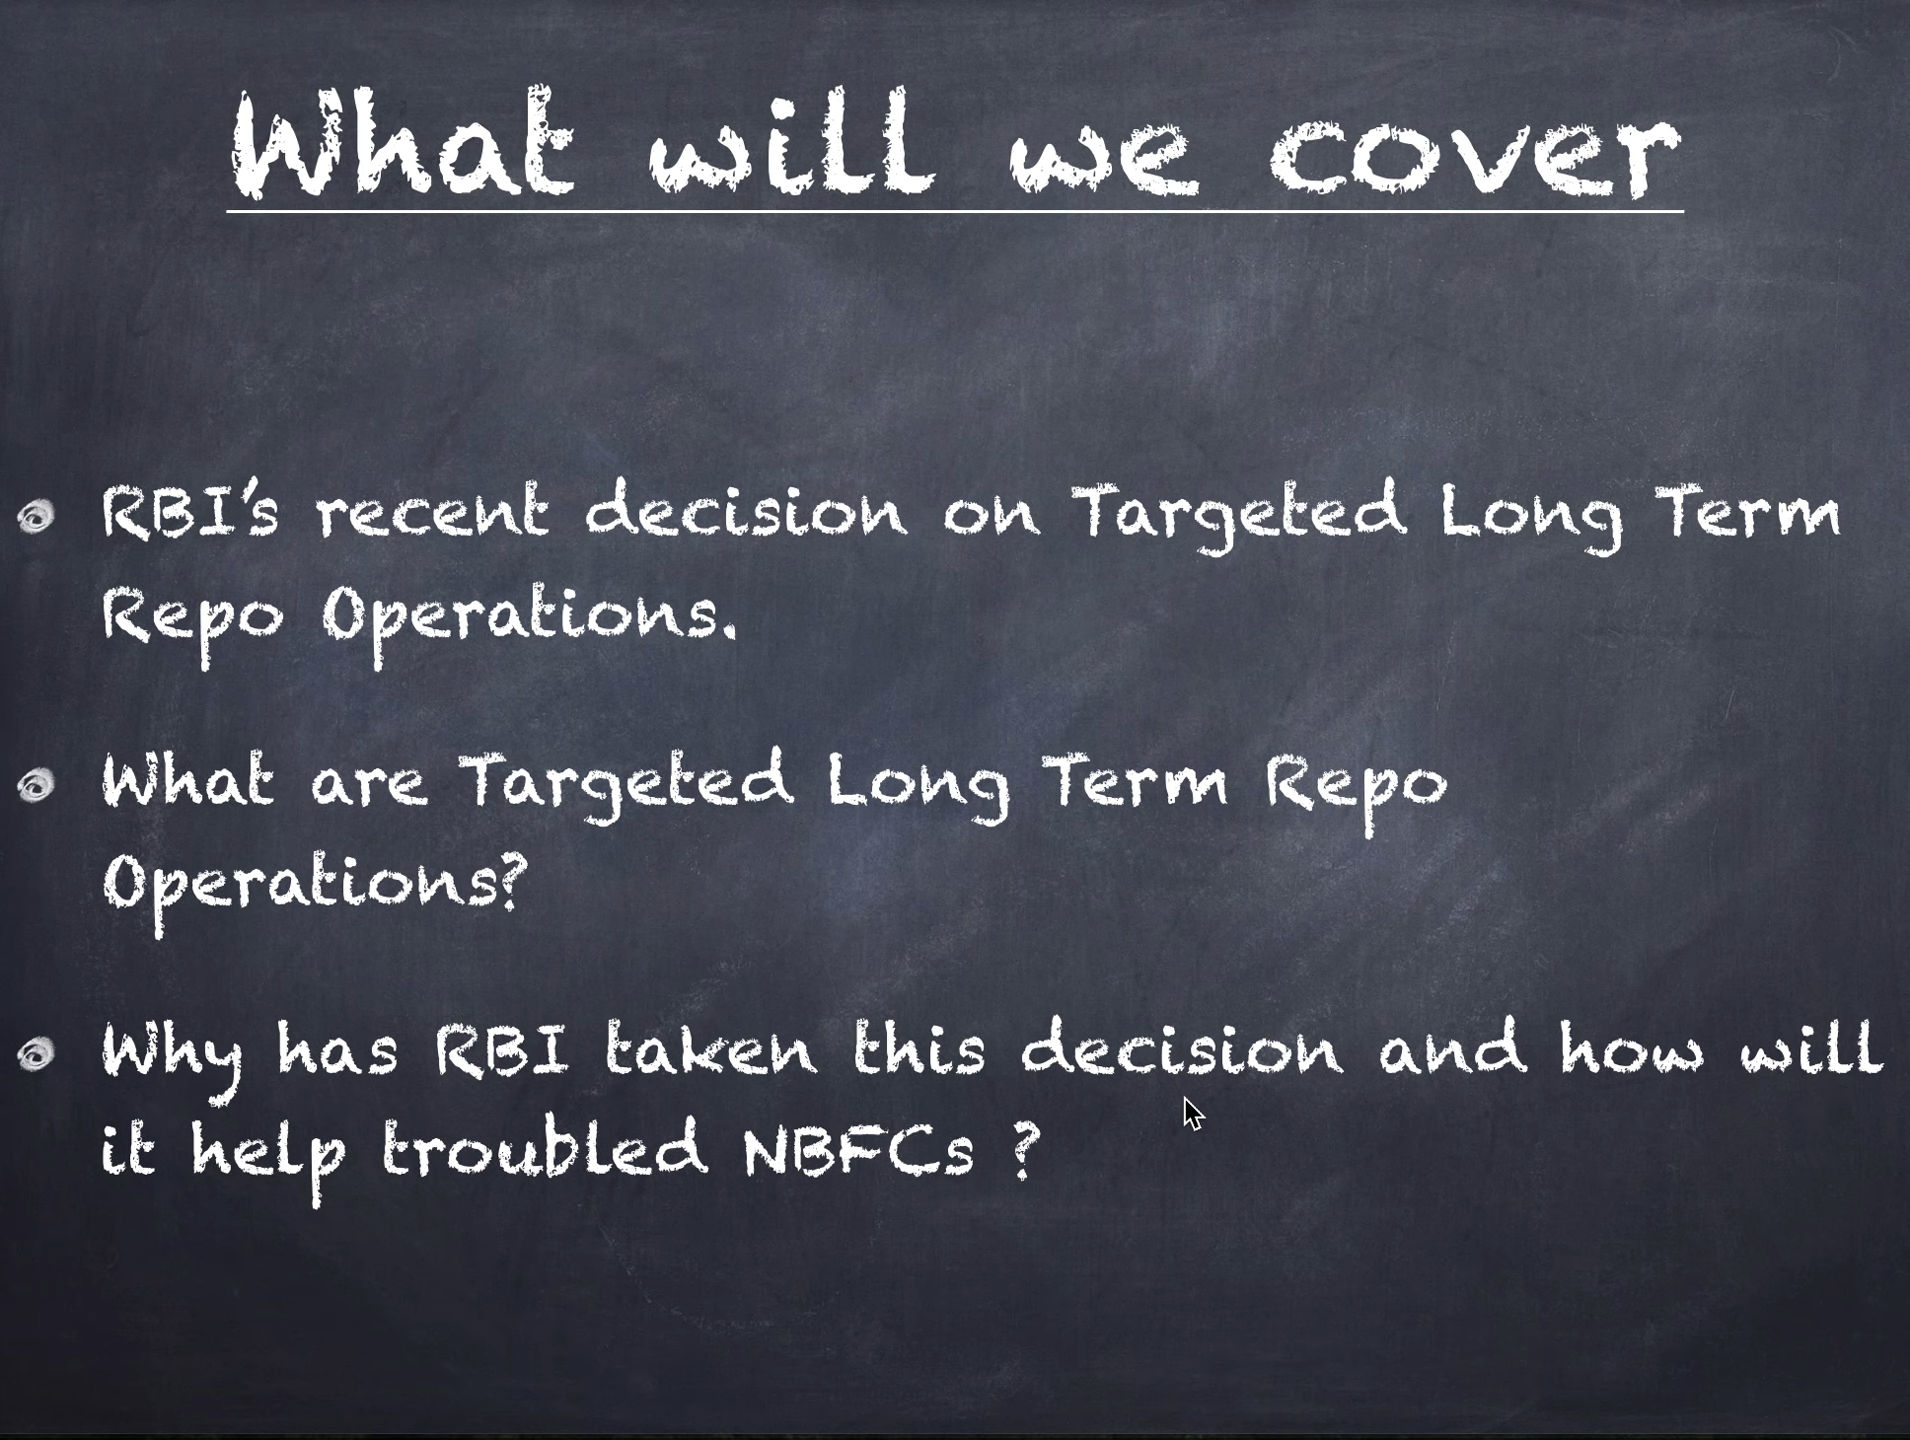 What will we cover
RBI's recent decision on Targeted Long Term
Repo Operations.
What are Targeted Long Term Repo
Operations?
Why has RBI taken this decision and how will
it help troubled NBFCs ?